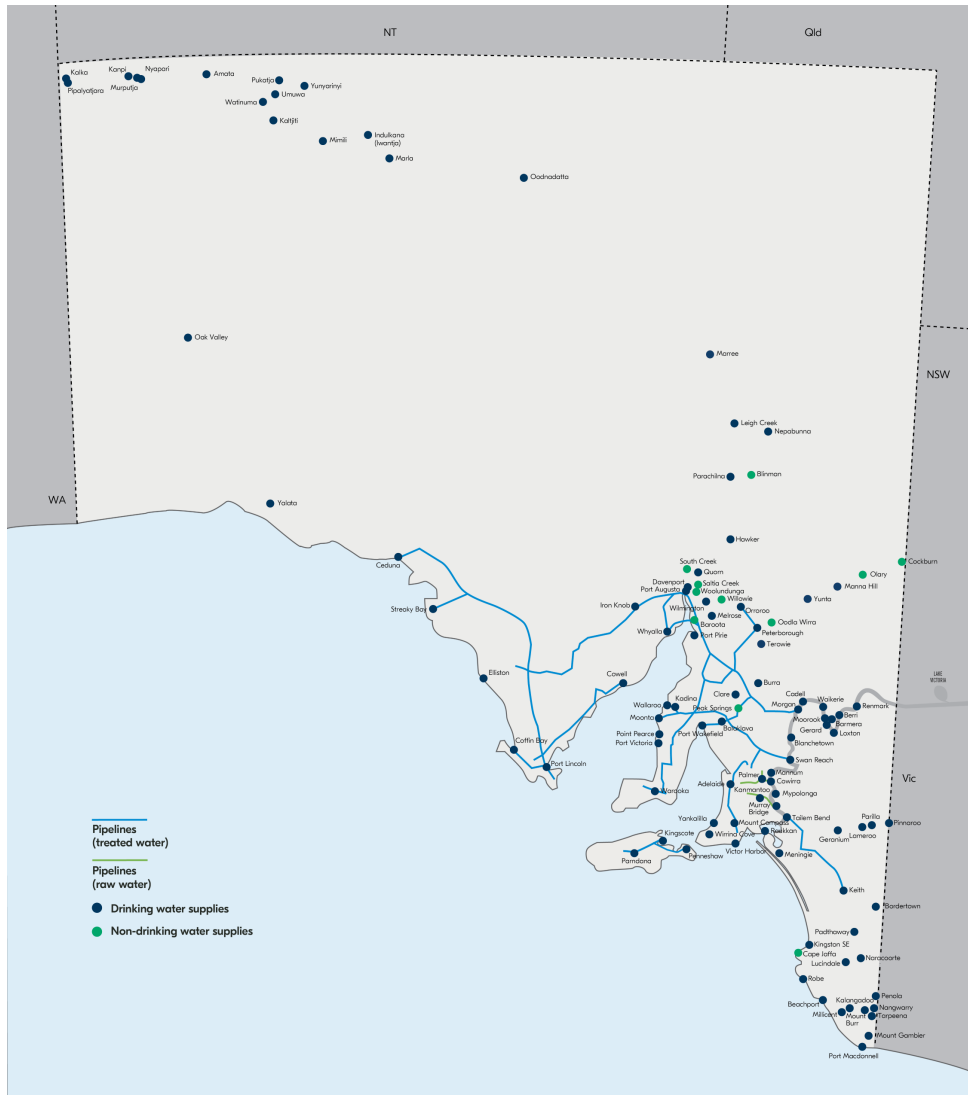 NT
Qld
Kalka
Pipalyatjara
Kanpi
Nyapari
Murputja
Amata
Pukatja
Yunyarinyi
Umuwa
Watinuma
Kaltjiti
Mimili
Indulkana
(Iwantja)
Marla
Oodnadatta
Oak Valley
Marree
NSW
Leigh Creek
Nepabunna
Parachilna
Blinman
WA
Yalata
Hawker
Ceduna
South Creek
Quorn
Cockburn
Olary
Davenport
Port Augusta
Saltia Creek
Woolundunga
Manna Hill
Streaky Bay
Iron Knob
Wilmington
Willowie
Orroroo
Yunta
Melrose
Baroota
Oodla Wirra
Whyalla
Port Pirie
Peterborough
Terowie
Elliston
Cowell
Burra
LAKE
VICTORIA
Clare
Cadell
Morgan
Waikerie
Renmark
Wallaroo
Kadina
Peak Springs
Moonta
Moorook
Berri
Barmera
Gerard
Loxton
Balaklava
Port Wakefield
Point Pearce
Port Victoria
Blanchetown
Coffin Bay
Port Lincoln
Swan Reach
Vic
Adelaide
Palmer
Mannum
Cowirra
Warooka
Kanmantoo
Mypolonga
Murray
Bridge
Tailem Bend
Yankalilla
Mount Compass
Raukkan
Parilla
Pinnaroo
Geranium
Lameroo
Kingscote
Wirrina Cove
Victor Harbor
Parndana
Penneshaw
Meningie
Pipelines
(treated water)
Pipelines
(raw water)
Drinking water supplies
Non-drinking water supplies
Keith
Bordertown
Padthaway
Kingston SE
Cape Jaffa
Lucindale
Naracoorte
Robe
Beachport
Kalangadoo
Penola
Nangwarry
Millicent
Mount
Burr
Tarpeena
Mount Gambier
Port Macdonnell